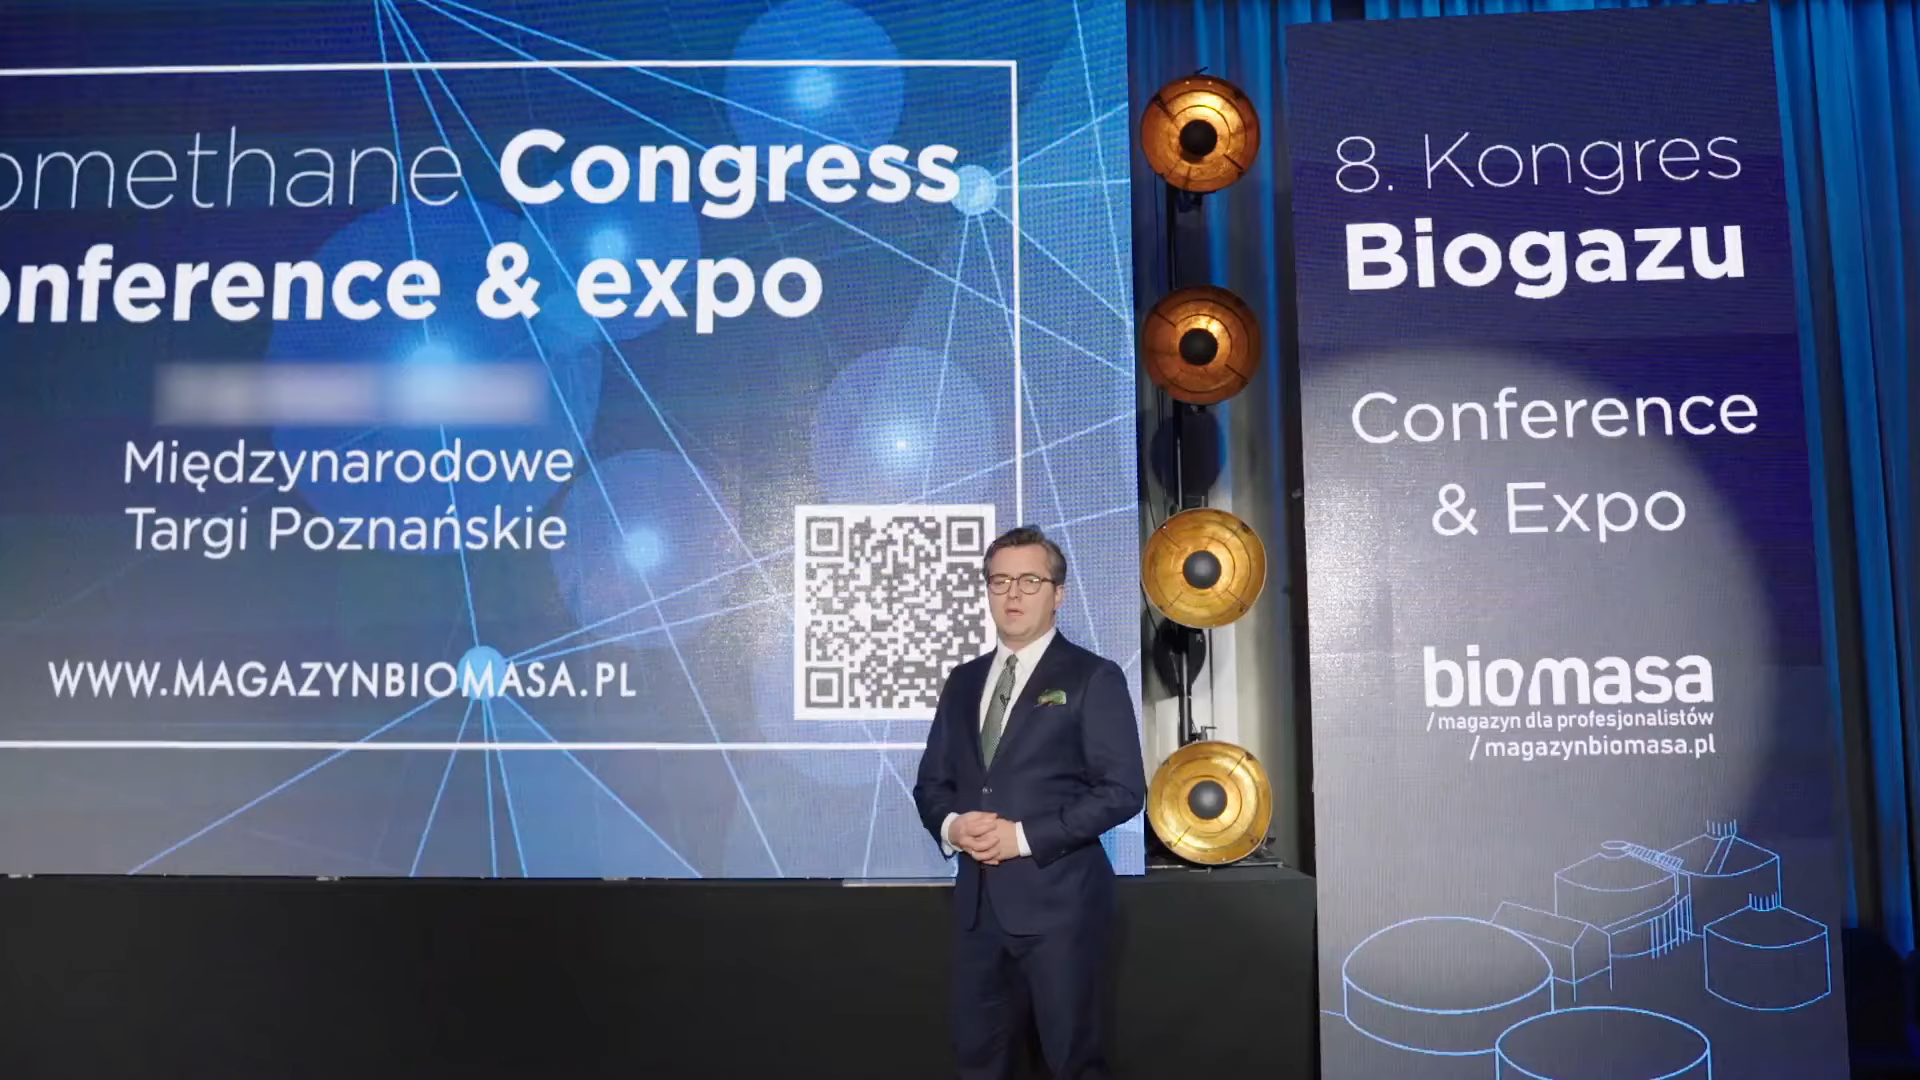 omethane Congress
onference & expo
Międzynarodowe
Targi Poznańskie
WWW.MAGAZYNBIOMASA.PL
8. Kongres
Biogazu
Conference
& Expo
biomasa
/magazyn dla profesjonalistów
/magazynbiomasa.pl